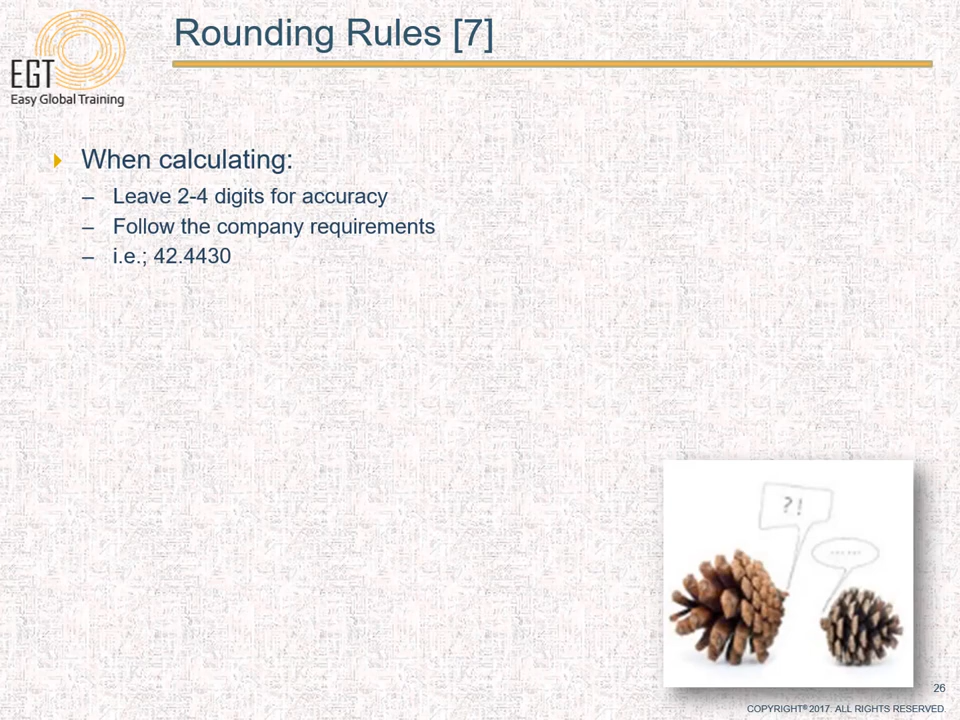 Rounding Rules [7]
EGT
Easy Global Training
When calculating:
– Leave 2-4 digits for accuracy
– Follow the company requirements
– i.e.; 42.4430
?!
26
COPYRIGHT® 2017. ALL RIGHTS RESERVED.